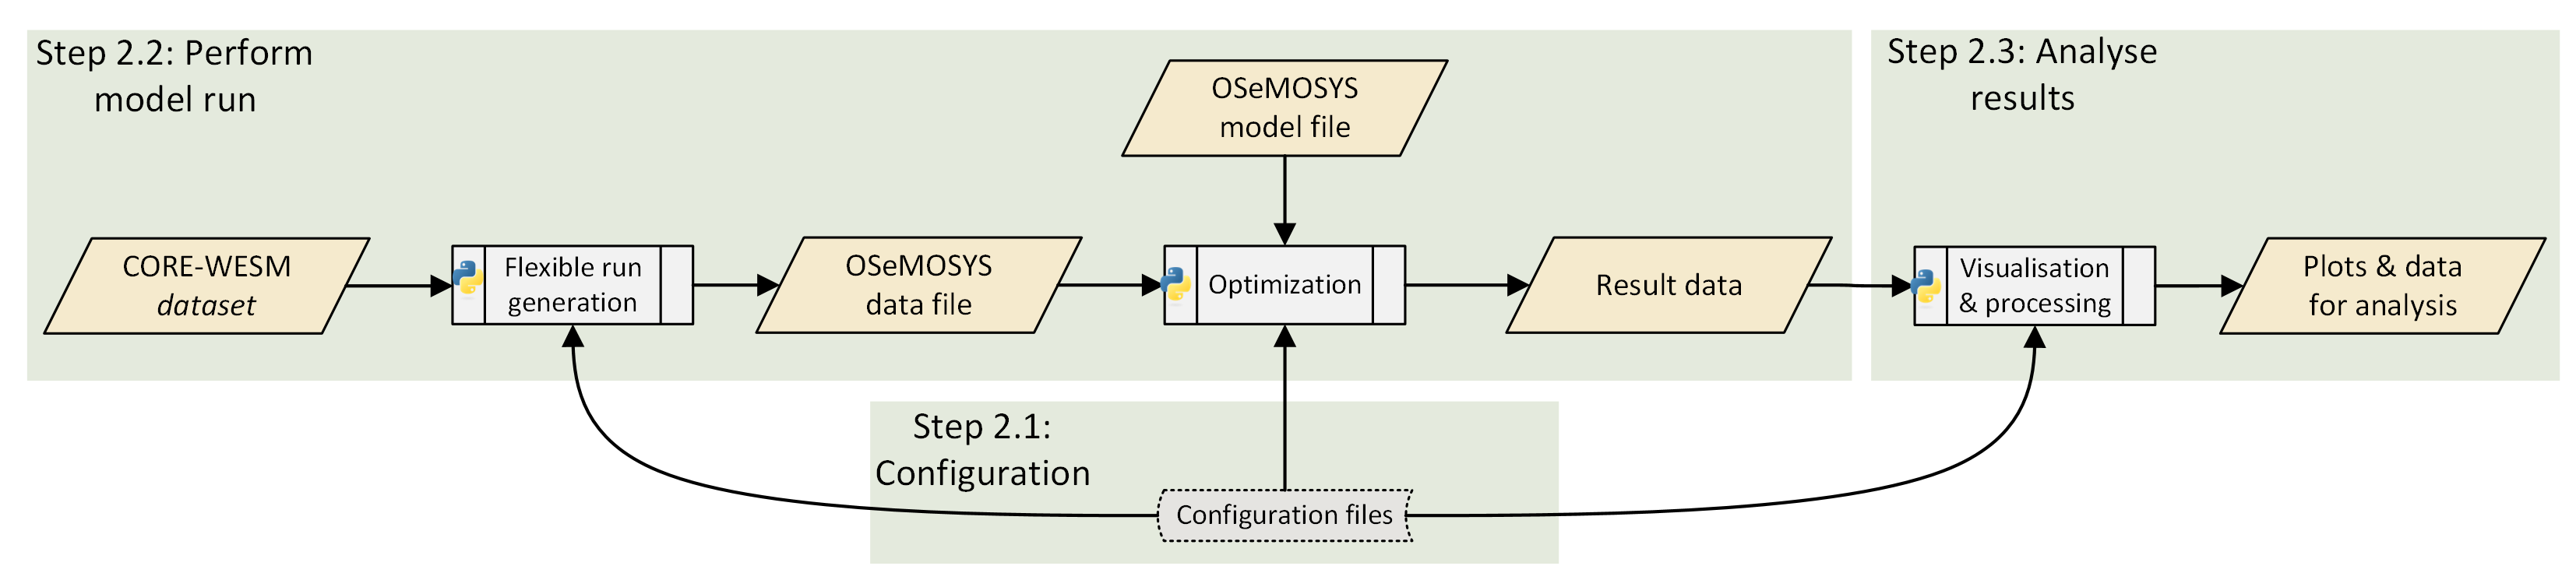 Step 2.2: Perform
model run
OSeMOSYS
model file
CORE-WESM
dataset
Flexible run
generation
OSeMOSYS
data file
Optimization
Result data
Step 2.3: Analyse
results
Visualisation
& processing
Plots & data
for analysis
Step 2.1:
Configuration
Configuration files